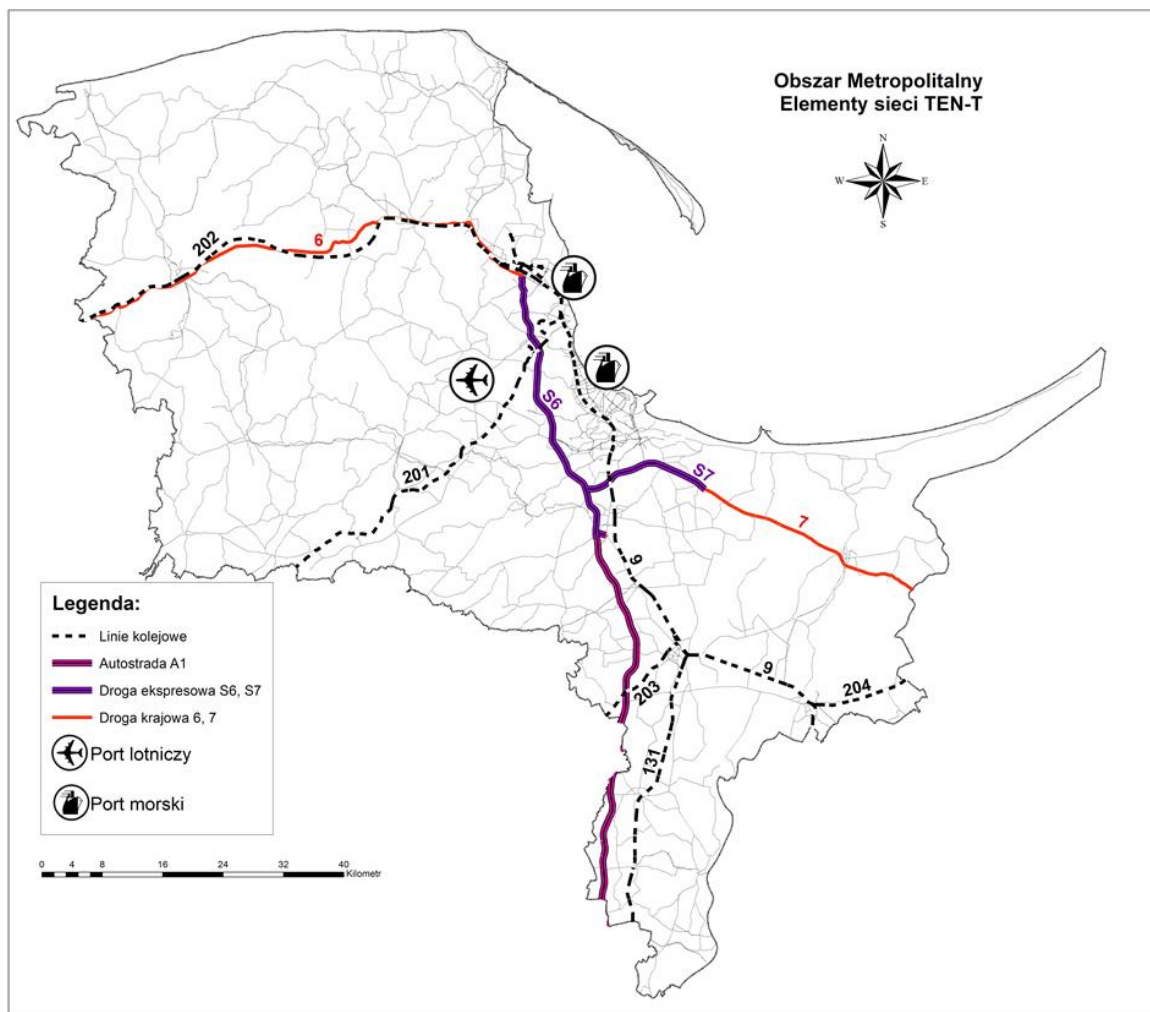 Obszar Metropolitalny
Elementy sieci TEN-T
N
W
E
S
202
6
S6
201
S7
7
9
9
204
203
131
Legenda:
Linie kolejowe
Autostrada A1
Droga ekspresowa S6, S7
Droga krajowa 6, 7
Port lotniczy
Port morski
0 4 8 16 24 32 40
Kilometr